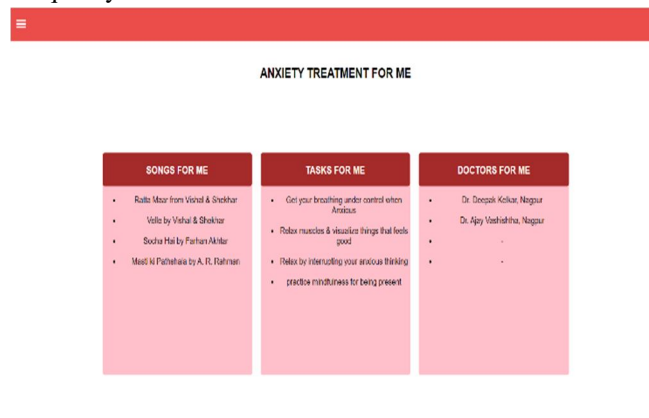 ANXIETY TREATMENT FOR ME
SONGS FOR ME
Ratta Maar from Vishal & Shekhar
Velle by Vishal & Shekhar
Socha Hai by Farhan Akhtar
Masti ki Pathshala by A. R. Rahman
TASKS FOR ME
Get your breathing under control when
Anxious
Relax muscles & visualize things that feels
good
Relax by interrupting your anxious thinking
practice mindfulness for being present
DOCTORS FOR ME
Dr. Deepak Kelkar, Nagpur
Dr. Ajay Vashishtha, Nagpur
-
-